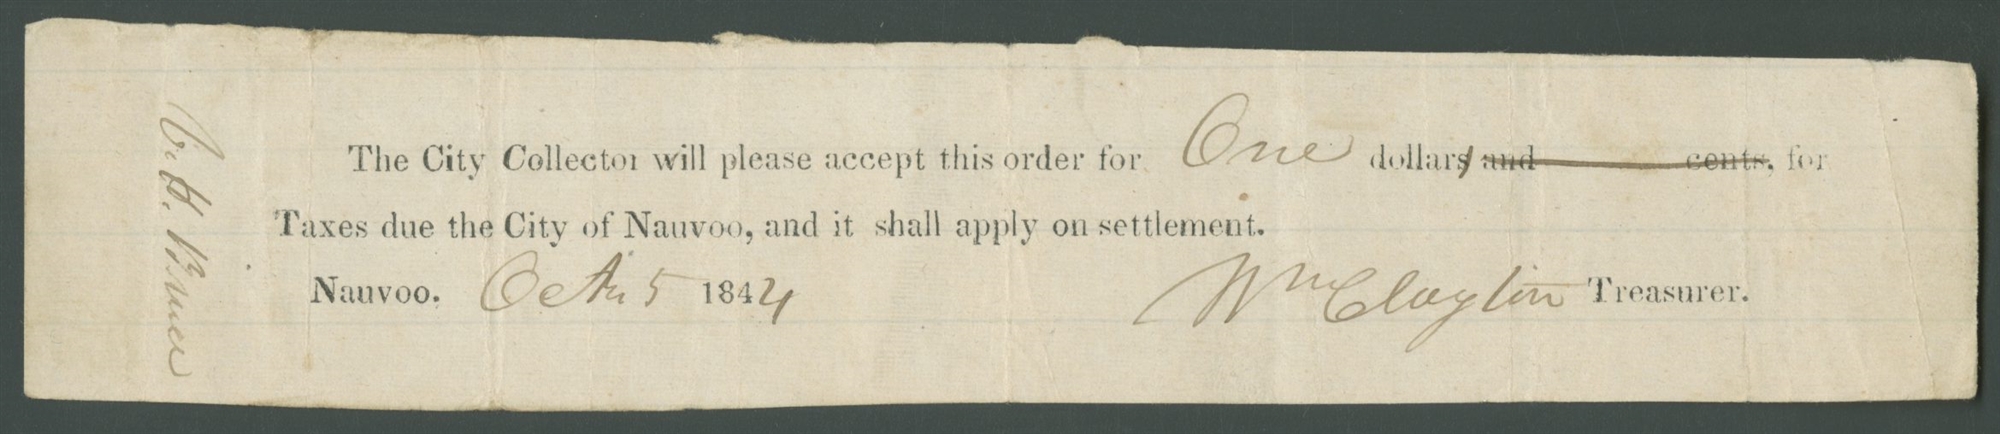 The City Collector will please accept this order for One dollars and cents, for
Taxes due the City of Nauvoo, and it shall apply on settlement.
Nauvoo. 5 1844 Wm Clayton Treasurer.